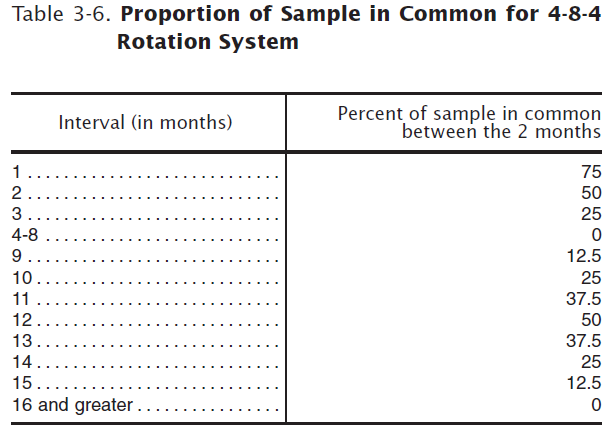 Table 3-6. Proportion of Sample in Common for 4-8-4
Rotation System
Interval (in months)
Percent of sample in common
between the 2 months
1 . . . . . . . . . . . . . . . . . . . . . . . . . . . . 75
2 . . . . . . . . . . . . . . . . . . . . . . . . . . . . 50
3 . . . . . . . . . . . . . . . . . . . . . . . . . . . . 25
4-8 . . . . . . . . . . . . . . . . . . . . . . . . . . 0
9 . . . . . . . . . . . . . . . . . . . . . . . . . . . . 12.5
10 . . . . . . . . . . . . . . . . . . . . . . . . . . . 25
11 . . . . . . . . . . . . . . . . . . . . . . . . . . . 37.5
12 . . . . . . . . . . . . . . . . . . . . . . . . . . . 50
13 . . . . . . . . . . . . . . . . . . . . . . . . . . . 37.5
14 . . . . . . . . . . . . . . . . . . . . . . . . . . . 25
15 . . . . . . . . . . . . . . . . . . . . . . . . . . . 12.5
16 and greater . . . . . . . . . . . . . . . . 0